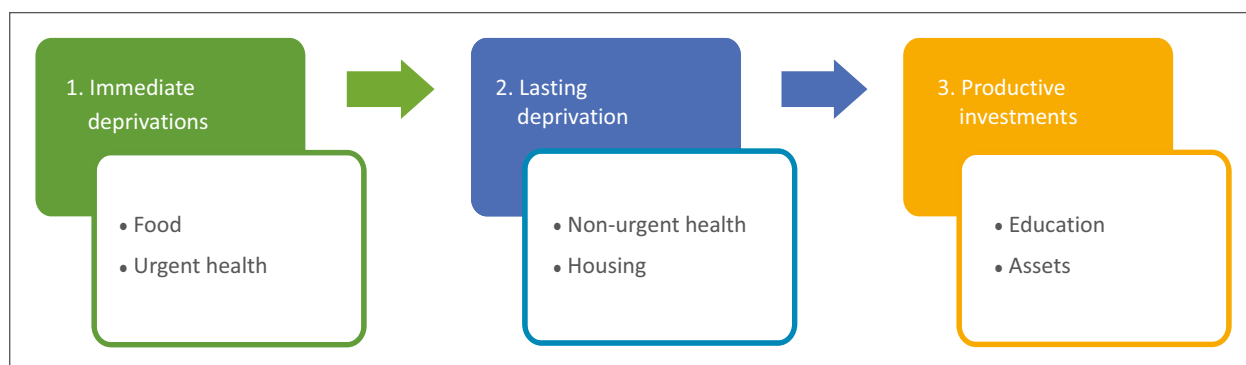 1. Immediate
deprivations
• Food
• Urgent health
2. Lasting
deprivation
• Non-urgent health
• Housing
3. Productive
investments
• Education
• Assets